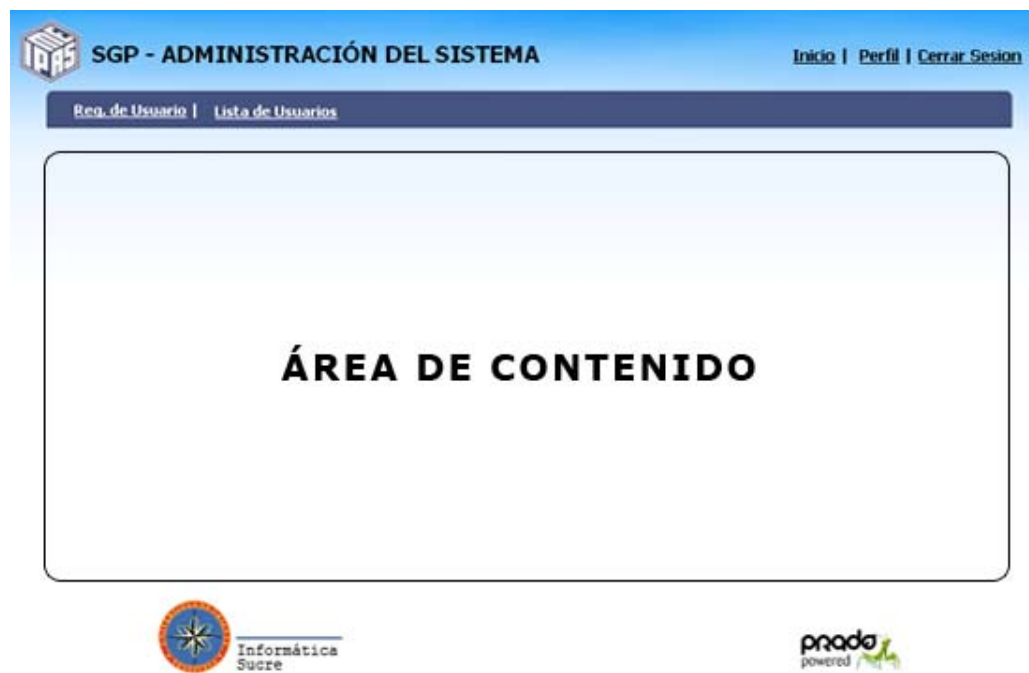 SGP - ADMINISTRACIÓN DEL SISTEMA
Inicio | Perfil | Cerrar Sesion
Reg. de Usuario | Lista de Usuarios
ÁREA DE CONTENIDO
Informática
Sucre
prado
powered